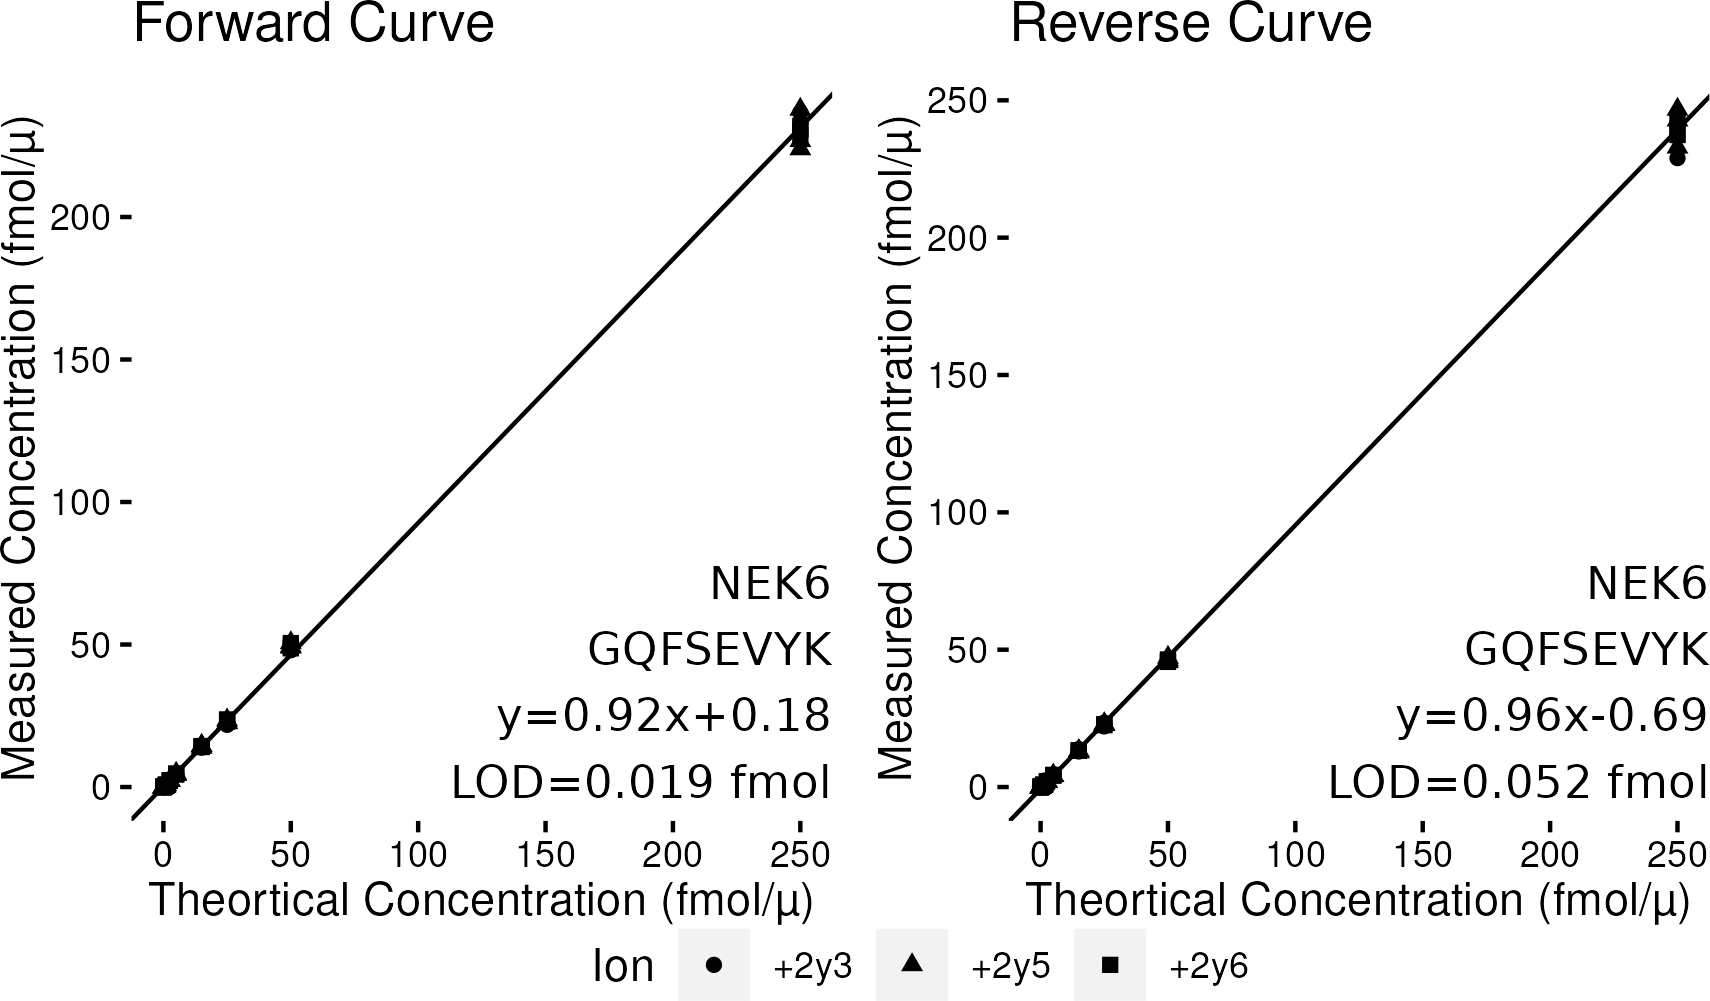 Forward Curve
Measured Concentration (fmol/µ)
200
150
100
50
0
0 50 100 150 200 250
Theortical Concentration (fmol/µ)
NEK6
GQFSEVYK
y=0.92x+0.18
LOD=0.019 fmol
Reverse Curve
Measured Concentration (fmol/µ)
250
200
150
100
50
0
0 50 100 150 200 250
Theortical Concentration (fmol/µ)
NEK6
GQFSEVYK
y=0.96x-0.69
LOD=0.052 fmol
Ion +2y3 +2y5 +2y6